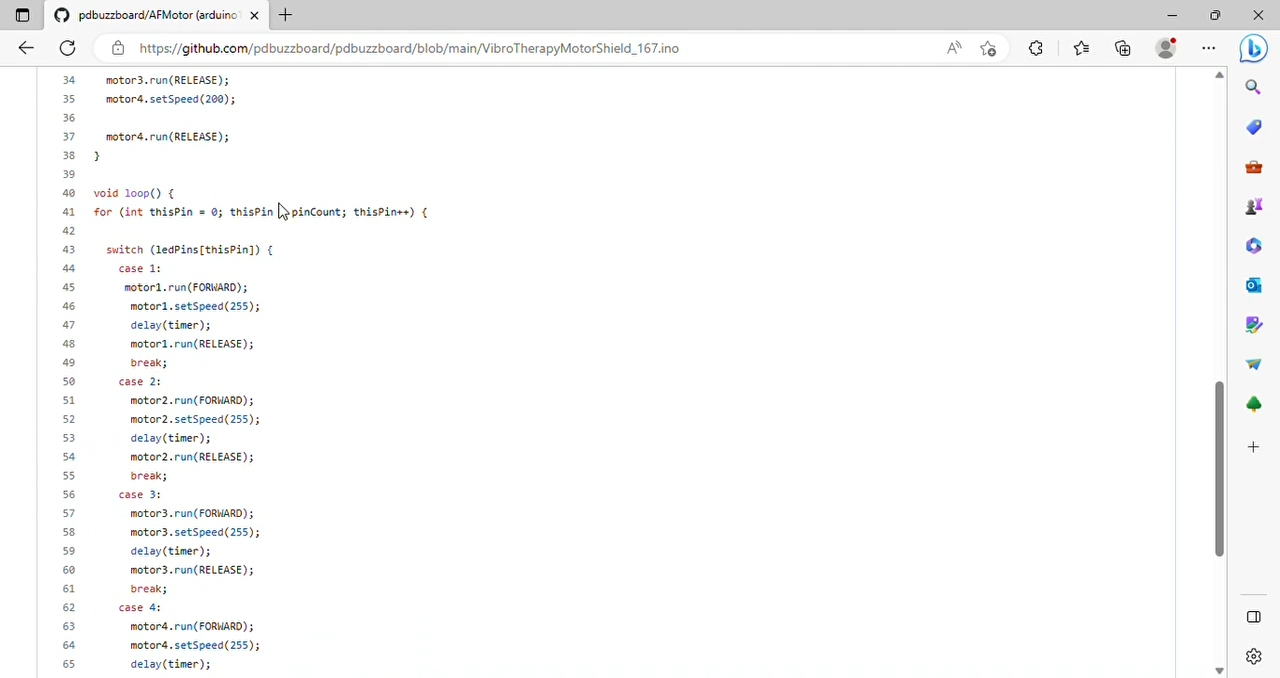 pdbuzzboard/AFMotor (arduino
https://github.com/pdbuzzboard/pdbuzzboard/blob/main/VibroTherapyMotorShield_167.ino
34 motor3.run(RELEASE);
35 motor4.setSpeed(200);
36
37 motor4.run(RELEASE);
38 }
39
40 void loop() {
41 for (int thisPin = 0; thisPin pinCount; thisPin++) {
42
43 switch (ledPins[thisPin]) {
44 case 1:
45 motor1.run(FORWARD);
46 motor1.setSpeed(255);
47 delay(timer);
48 motor1.run(RELEASE);
49 break;
50 case 2:
51 motor2.run(FORWARD);
52 motor2.setSpeed(255);
53 delay(timer);
54 motor2.run(RELEASE);
55 break;
56 case 3:
57 motor3.run(FORWARD);
58 motor3.setSpeed(255);
59 delay(timer);
60 motor3.run(RELEASE);
61 break;
62 case 4:
63 motor4.run(FORWARD);
64 motor4.setSpeed(255);
65 delay(timer);